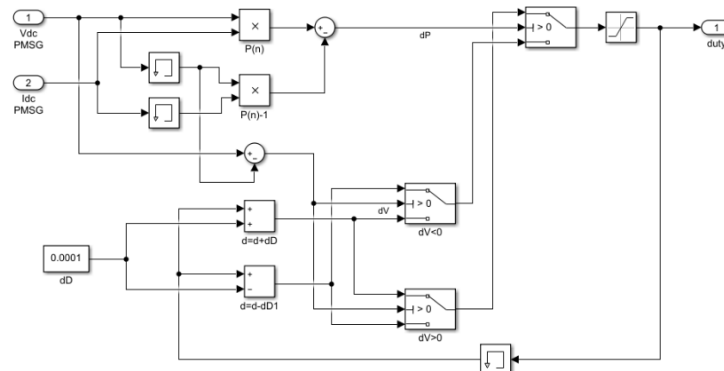 1
Vdc
PMSG
×
P(n)
+
−
dP
> 0
1
duty
2
Idc
PMSG
×
P(n)-1
+
−
> 0
dV
dV<0
+
+
d=d+dD
0.0001
dD
+
−
d=d-dD1
> 0
dV>0